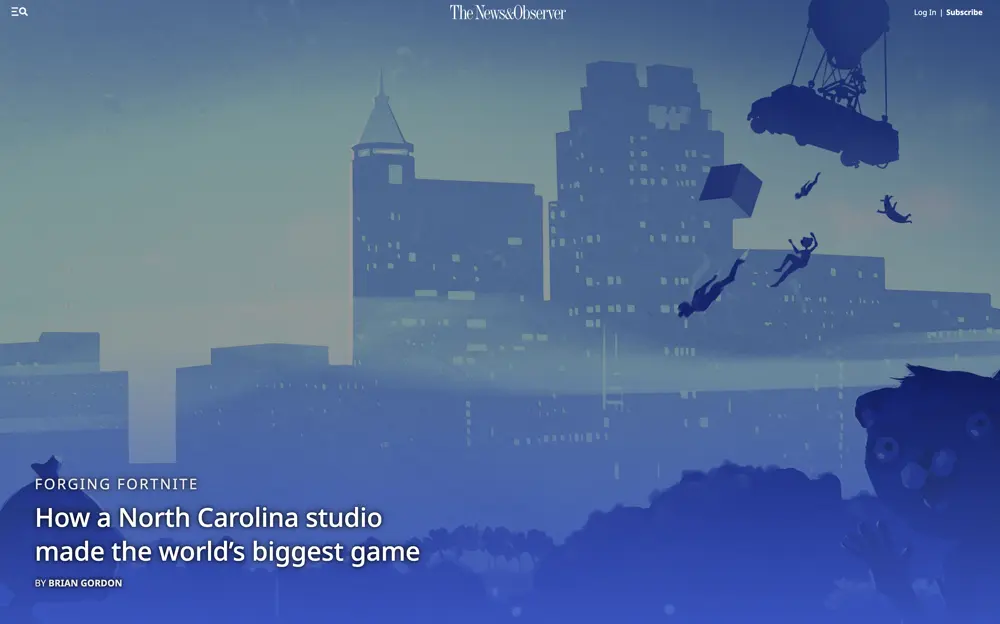 The News&Observer
Log In | Subscribe
FORGING FORTNITE
How a North Carolina studio
made the world's biggest game
BY BRIAN GORDON